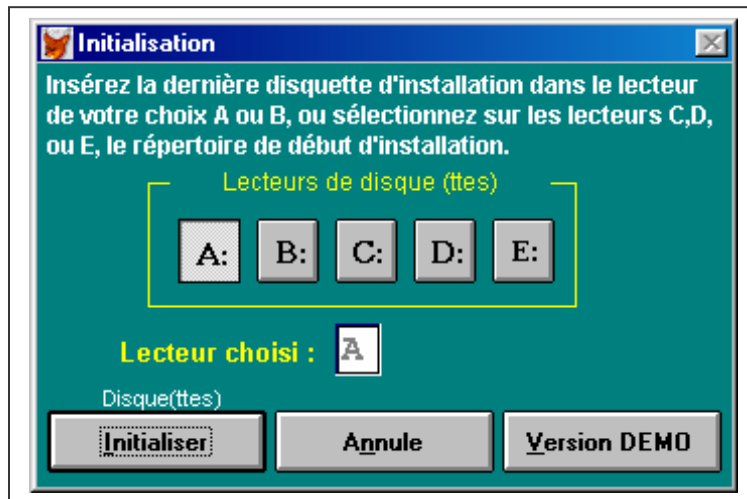 Initialisation
Insérez la dernière disquette d'installation dans le lecteur
de votre choix A ou B, ou sélectionnez sur les lecteurs C,D,
ou E, le répertoire de début d'installation.
Lecteurs de disque (ttes)
A: B: C: D: E:
Lecteur choisi : A
Disque(ttes)
Initialiser Annule Version DEMO